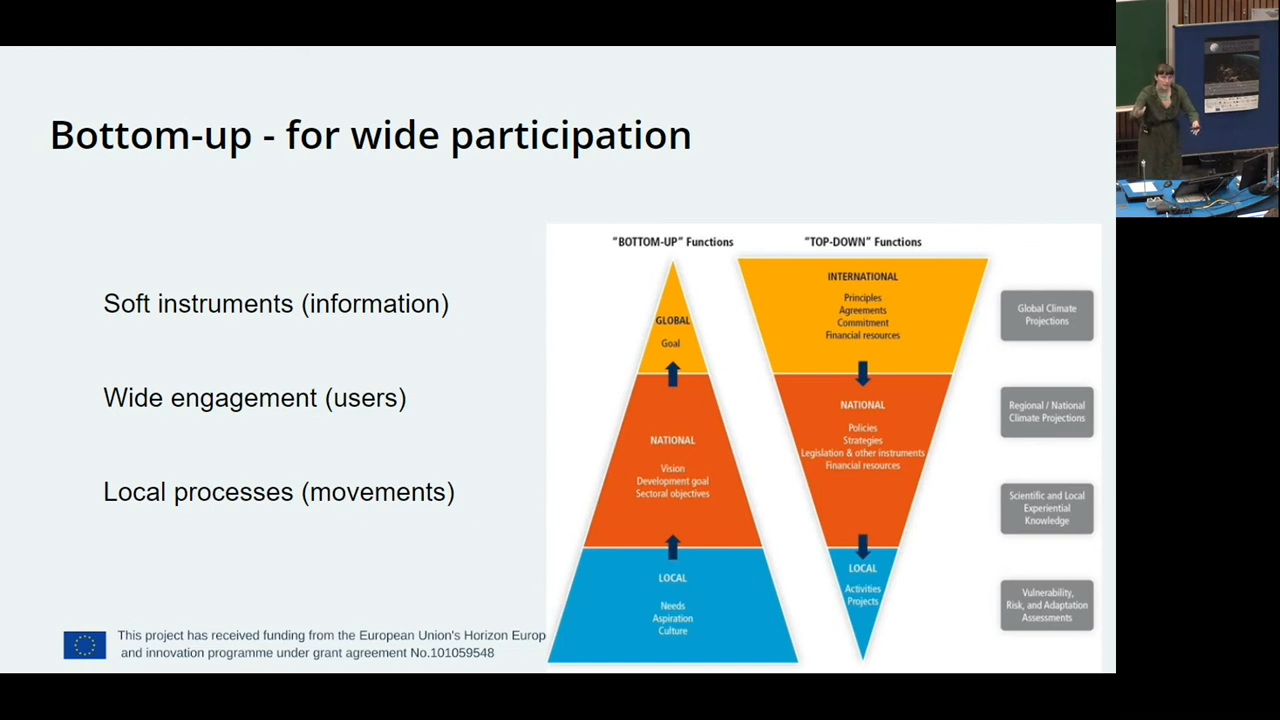 Bottom-up - for wide participation
Soft instruments (information)
Wide engagement (users)
Local processes (movements)
"BOTTOM-UP" Functions
GLOBAL
Goal
NATIONAL
Vision
Development goal
Sectoral objectives
LOCAL
Needs
Aspiration
Culture
"TOP-DOWN" Functions
INTERNATIONAL
Principles
Agreements
Commitment
Financial resources
NATIONAL
Policies
Strategies
Legislation & other instruments
Financial resources
LOCAL
Activities
Projects
Global Climate
Projections
Regional / National
Climate Projections
Scientific and Local
Experiential
Knowledge
Vulnerability,
Risk, and Adaptation
Assessments
This project has received funding from the European Union's Horizon Europ
and innovation programme under grant agreement No.101059548